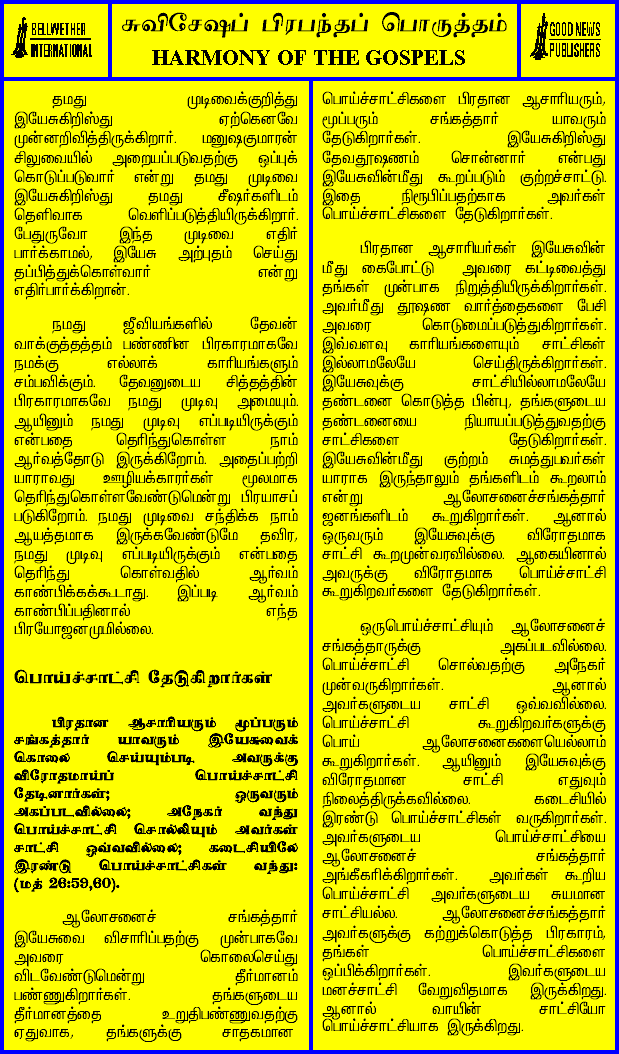 BELLWETHER
INTERNATIONAL
சுவிசேஷப் பிரபந்தப் பொருத்தம்
HARMONY OF THE GOSPELS
GOOD NEWS
PUBLISHERS
தமது முடிவைக்குறித்து
இயேசுகிறிஸ்து ஏற்கெனவே
முன்னறிவித்திருக்கிறார். மனுஷகுமாரன்
சிலுவையில் அறையப்படுவதற்கு ஒப்புக்
கொடுப்படுவார் என்று தமது முடிவை
இயேசுகிறிஸ்து தமது சீஷர்களிடம்
தெளிவாக வெளிப்படுத்தியிருக்கிறார்.
பேதுருவோ இந்த முடிவை எதிர்
பார்க்காமல், இயேசு அற்புதம் செய்து
தப்பித்துக்கொள்வார் என்று
எதிர்பார்க்கிறான்.
நமது ஜீவியங்களில் தேவன்
வாக்குத்தத்தம் பண்ணின பிரகாரமாகவே
நமக்கு எல்லாக் காரியங்களும்
சம்பவிக்கும். தேவனுடைய சித்தத்தின்
பிரகாரமாகவே நமது முடிவு அமையும்.
ஆயினும் நமது முடிவு எப்படியிருக்கும்
என்பதை தெரிந்துகொள்ள நாம்
ஆர்வத்தோடு இருக்கிறோம். அதைப்பற்றி
யாராவது ஊழியக்காரர்கள் மூலமாக
தெரிந்துகொள்ளவேண்டுமென்று பிரயாசப்
படுகிறோம். நமது முடிவை சந்திக்க நாம்
ஆயத்தமாக இருக்கவேண்டுமே தவிர,
நமது முடிவு எப்படியிருக்கும் என்பதை
தெரிந்து கொள்வதில் ஆர்வம்
காண்பிக்கக்கூடாது. இப்படி ஆர்வம்
காண்பிப்பதினால் எந்த
பிரயோஜனமுமில்லை.
பொய்ச்சாட்சி தேடுகிறார்கள்
பிரதான ஆசாரியரும் மூப்பரும்
சங்கத்தார் யாவரும் இயேசுவைக்
கொலை செய்யும்படி அவருக்கு
விரோதமாய்ப் பொய்ச்சாட்சி
தேடினார்கள்; ஒருவரும்
அகப்படவில்லை; அநேகர் வந்து
பொய்ச்சாட்சி சொல்லியும் அவர்கள்
சாட்சி ஒவ்வவில்லை; கடைசியிலே
இரண்டு பொய்ச்சாட்சிகள் வந்து:
(மத் 26:59,60).
ஆலோசனைச் சங்கத்தார்
இயேசுவை விசாரிப்பதற்கு முன்பாகவே
அவரை கொலைசெய்து
விடவேண்டுமென்று தீர்மானம்
பண்ணுகிறார்கள். தங்களுடைய
தீர்மானத்தை உறுதிபண்ணுவதற்கு
ஏதுவாக, தங்களுக்கு சாதகமான
பொய்ச்சாட்சிகளை பிரதான ஆசாரியரும்,
மூப்பரும் சங்கத்தார் யாவரும்
தேடுகிறார்கள். இயேசுகிறிஸ்து
தேவதூஷணம் சொன்னார் என்பது
இயேசுவின்மீது கூறப்படும் குற்றச்சாட்டு.
இதை நிரூபிப்பதற்காக அவர்கள்
பொய்ச்சாட்சிகளை தேடுகிறார்கள்.
பிரதான ஆசாரியர்கள் இயேசுவின்
மீது கைபோட்டு அவரை கட்டிவைத்து
தங்கள் முன்பாக நிறுத்தியிருக்கிறார்கள்.
அவர்மீது தூஷண வார்த்தைகளை பேசி
அவரை கொடுமைப்படுத்துகிறார்கள்.
இவ்வளவு காரியங்களையும் சாட்சிகள்
இல்லாமலேயே செய்திருக்கிறார்கள்.
இயேசுவுக்கு சாட்சியில்லாமலேயே
தண்டனை கொடுத்த பின்பு, தங்களுடைய
தண்டனையை நியாயப்படுத்துவதற்கு
சாட்சிகளை தேடுகிறார்கள்.
இயேசுவின்மீது குற்றம் சுமத்துபவர்கள்
யாராக இருந்தாலும் தங்களிடம் கூறலாம்
என்று ஆலோசனைச்சங்கத்தார்
ஜனங்களிடம் கூறுகிறார்கள். ஆனால்
ஒருவரும் இயேசுவுக்கு விரோதமாக
சாட்சி கூறமுன்வரவில்லை. ஆகையினால்
அவருக்கு விரோதமாக பொய்ச்சாட்சி
கூறுகிறவர்களை தேடுகிறார்கள்.
ஒருபொய்ச்சாட்சியும் ஆலோசனைச்
சங்கத்தாருக்கு அகப்படவில்லை.
பொய்ச்சாட்சி சொல்வதற்கு அநேகர்
முன்வருகிறார்கள். ஆனால்
அவர்களுடைய சாட்சி ஒவ்வவில்லை.
பொய்ச்சாட்சி கூறுகிறவர்களுக்கு
பொய் ஆலோசனைகளையெல்லாம்
கூறுகிறார்கள். ஆயினும் இயேசுவுக்கு
விரோதமான சாட்சி எதுவும்
நிலைத்திருக்கவில்லை. கடைசியில்
இரண்டு பொய்ச்சாட்சிகள் வருகிறார்கள்.
அவர்களுடைய பொய்ச்சாட்சியை
ஆலோசனைச் சங்கத்தார்
அங்கீகரிக்கிறார்கள். அவர்கள் கூறிய
பொய்ச்சாட்சி அவர்களுடைய சுயமான
சாட்சியல்ல. ஆலோசனைச்சங்கத்தார்
அவர்களுக்கு கற்றுக்கொடுத்த பிரகாரம்,
தங்கள் பொய்ச்சாட்சிகளை
ஒப்பிக்கிறார்கள். இவர்களுடைய
மனச்சாட்சி வேறுவிதமாக இருக்கிறது.
ஆனால் வாயின் சாட்சியோ
பொய்ச்சாட்சியாக இருக்கிறது.